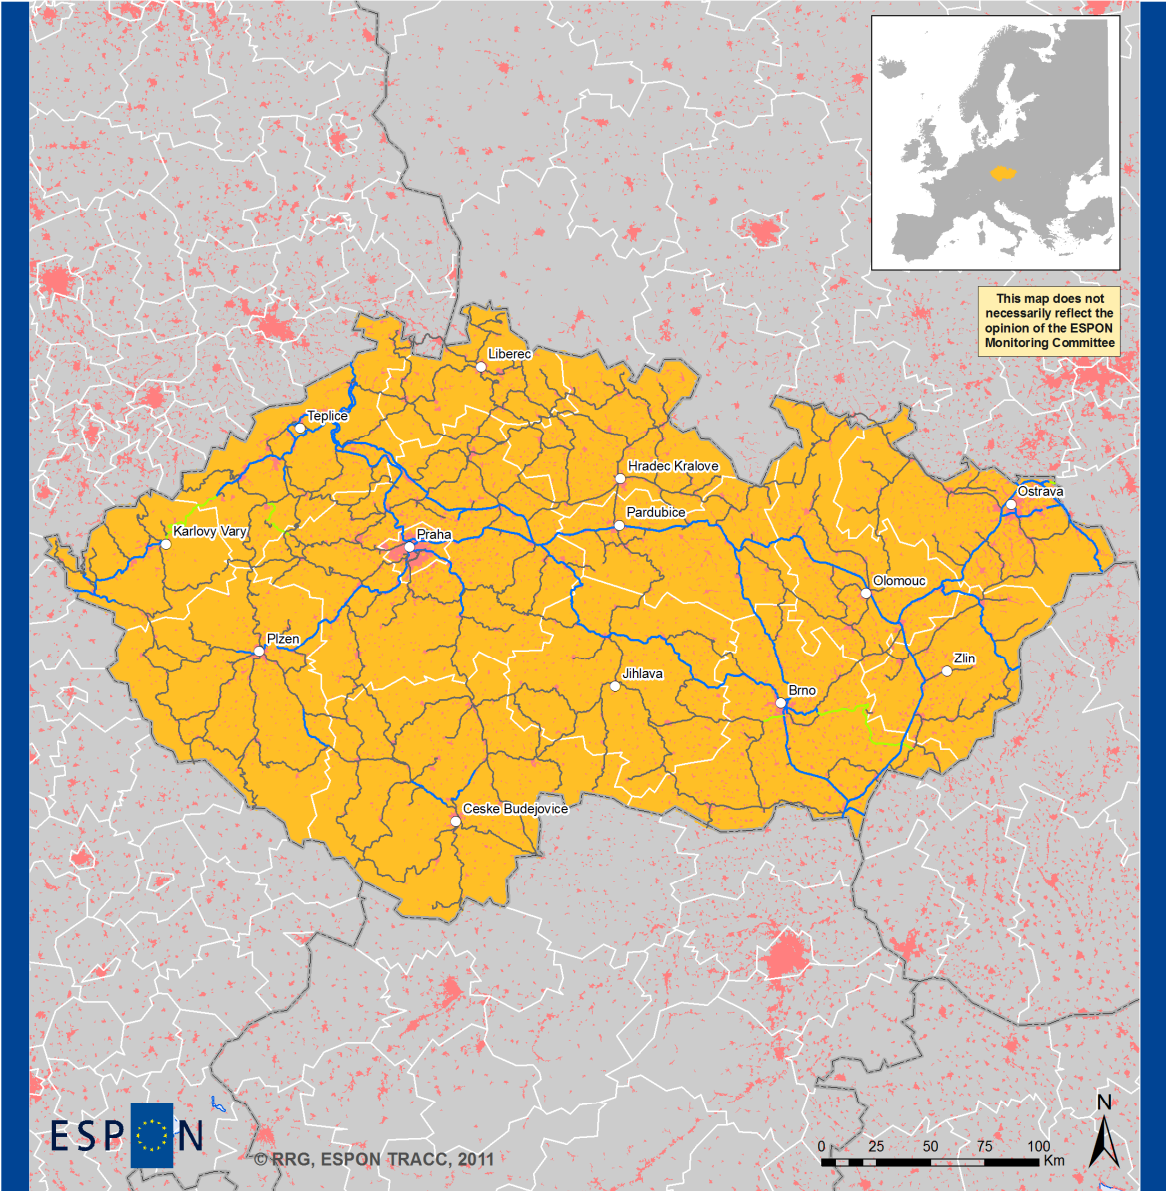 This map does not
necessarily reflect the
opinion of the ESPON
Monitoring Committee
Liberec
Teplice
Hradec Kralove
Ostrava
Pardubice
Karlovy Vary
Praha
Olomouc
Plzen
Zlin
Jihlava
Brno
Ceske Budejovice
N
ESPON
© RRG, ESPON TRACC, 2011
0 25 50 75 100
Km